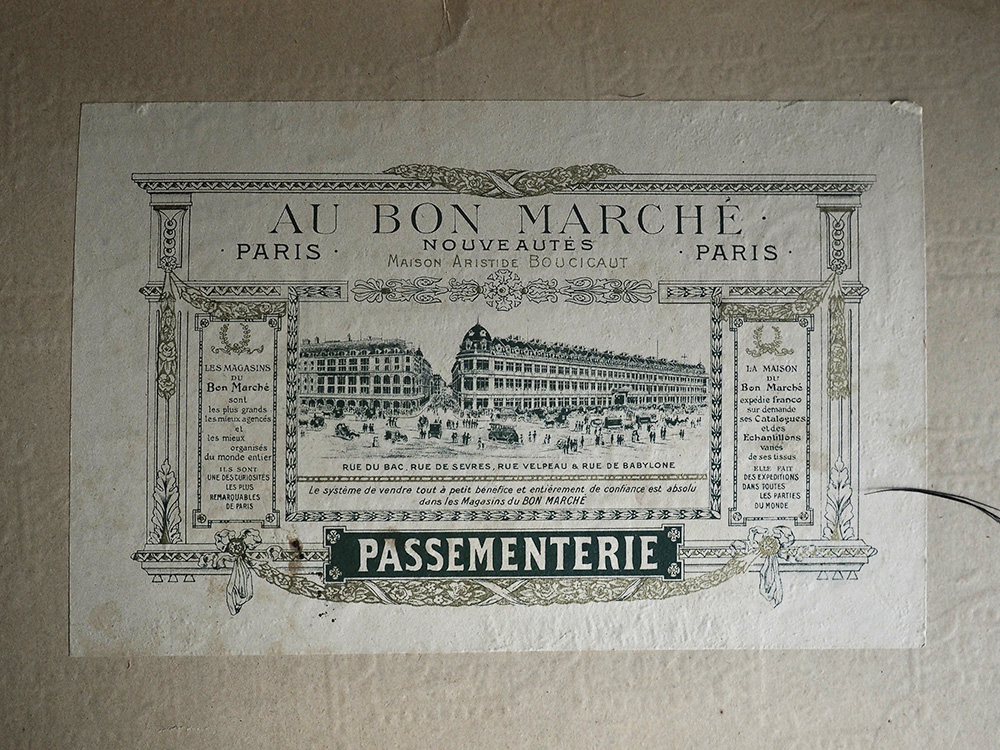 AU BON MARCHÉ ·
· PARIS ·
NOUVEAUTÉS
· PARIS ·
MAISON ARISTIDE BOUCICAUT
LES MAGASINS
DU
Bon Marché
sont
les plus grands
les mieux agencés
et
les mieux
organisés
du monde entier
ILS SONT
UNE DES CURIOSITES
LES PLUS
REMARQUABLES
DE PARIS
RUE DU BAC, RUE DE SEVRES, RUE VELPEAU & RUE DE BABYLONE
Le système de vendre tout à petit bénéfice et entièrement de confiance est absolu
dans les Magasins du BON MARCHÉ
LA MAISON
DU
Bon Marché
expédie franco
sur demande
ses Catalogues
et des
Echantillons
variés
de ses tissus
ELLE FAIT
DES EXPEDITIONS
DANS TOUTES
LES PARTIES
DU MONDE
PASSEMENTERIE